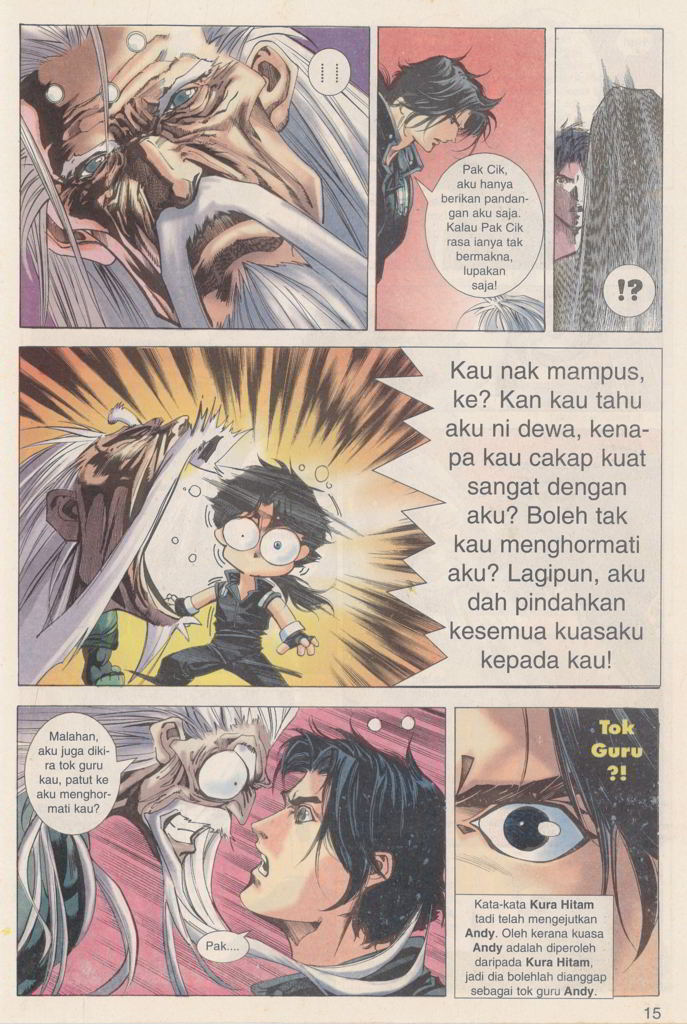 !!
Pak Cik,
aku hanya
berikan pandan-
gan aku saja.
Kalau Pak Cik
rasa ianya tak
bermakna,
lupakan
saja!
!?
Kau nak mampus,
ke? Kan kau tahu
aku ni dewa, kena-
pa kau cakap kuat
sangat dengan
aku? Boleh tak
kau menghormati
aku? Lagipun, aku
dah pindahkan
kesemua kuasaku
kepada kau!
Malahan,
aku juga diki-
ra tok guru
kau, patut ke
aku menghor-
mati kau?
Pak....
Tok
Guru
?!
Kata-kata Kura Hitam
tadi telah mengejutkan
Andy. Oleh kerana kuasa
Andy adalah diperoleh
daripada Kura Hitam,
jadi dia bolehlah dianggap
sebagai tok guru Andy.
15